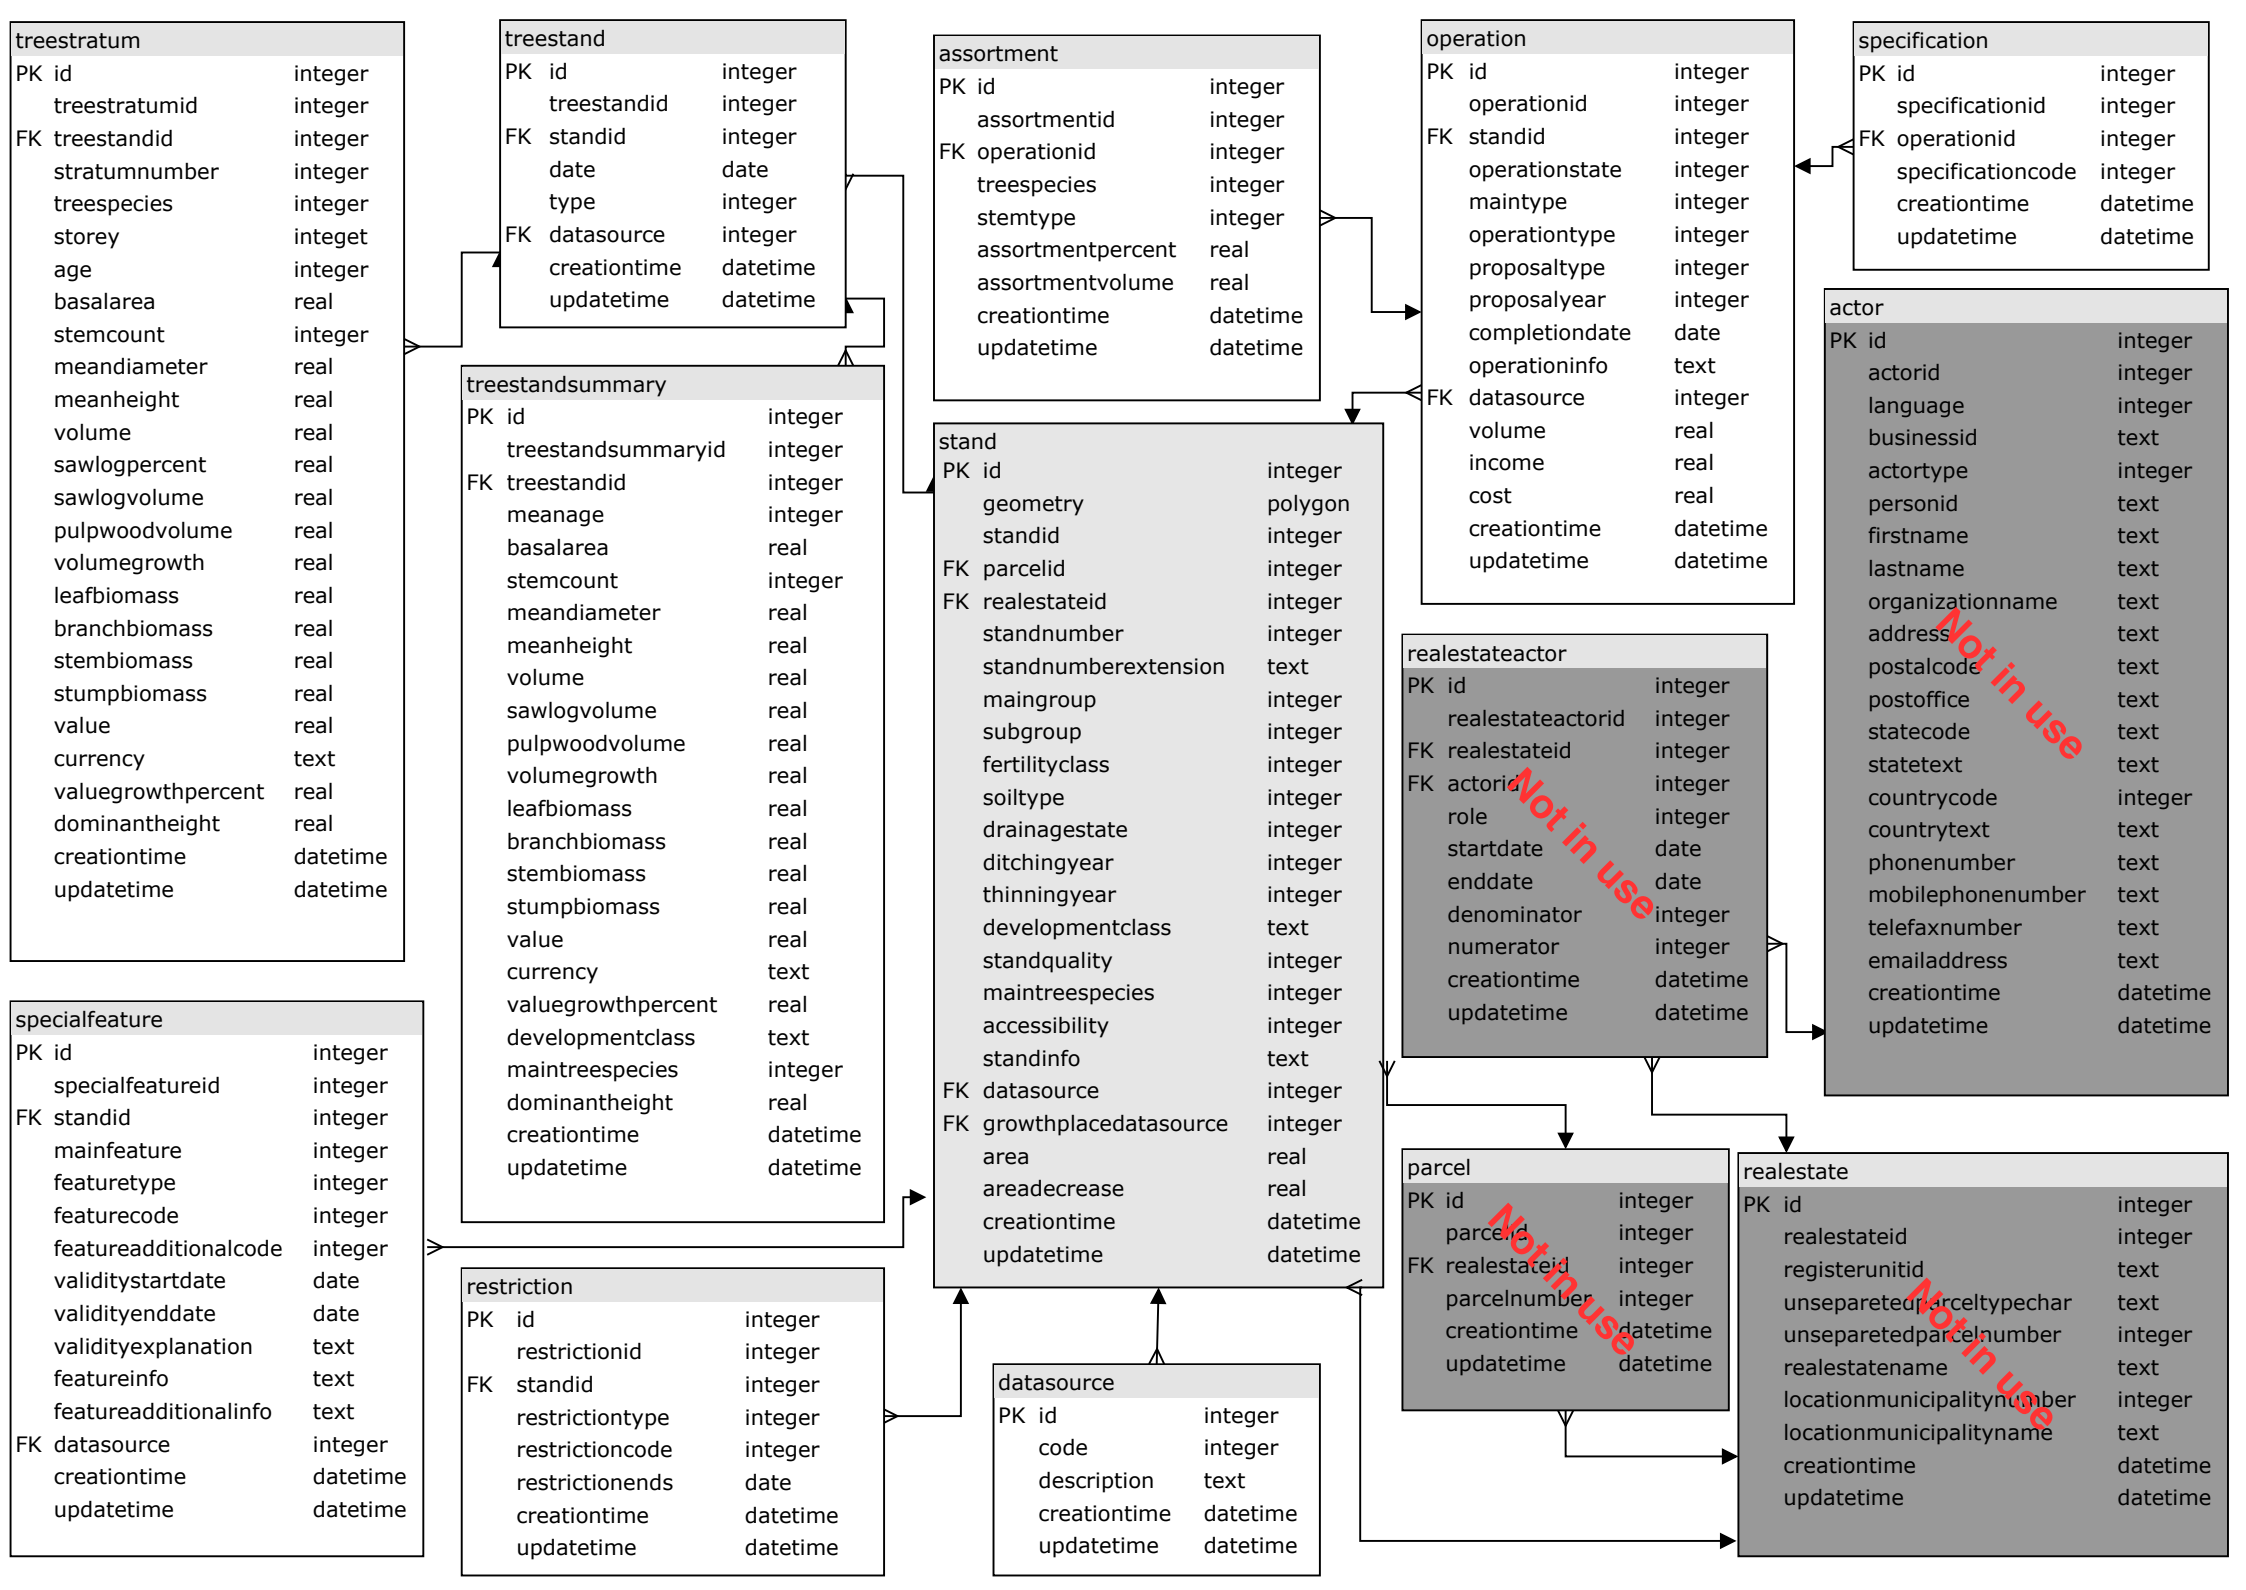 treestratum
PK id integer
treestratumid integer
FK treestandid integer
stratumnumber integer
treespecies integer
storey integet
age integer
basalarea real
stemcount integer
meandiameter real
meanheight real
volume real
sawlogpercent real
sawlogvolume real
pulpwoodvolume real
volumegrowth real
leafbiomass real
branchbiomass real
stembiomass real
stumpbiomass real
value real
currency text
valuegrowthpercent real
dominantheight real
creationtime datetime
updatetime datetime
treestand
PK id integer
treestandid integer
FK standid integer
date date
type integer
FK datasource integer
creationtime datetime
updatetime datetime
assortment
PK id integer
assortmentid integer
FK operationid integer
treespecies integer
stemtype integer
assortmentpercent real
assortmentvolume real
creationtime datetime
updatetime datetime
operation
PK id integer
operationid integer
FK standid integer
operationstate integer
maintype integer
operationtype integer
proposaltype integer
proposalyear integer
completiondate date
operationinfo text
FK datasource integer
volume real
income real
cost real
creationtime datetime
updatetime datetime
specification
PK id integer
specificationid integer
FK operationid integer
specificationcode integer
creationtime datetime
updatetime datetime
actor
PK id integer
actorid integer
language integer
businessid text
actortype integer
personid text
firstname text
lastname text
organizationname text
address text
postalcode text
postoffice text
statecode text
statetext text
countrycode integer
countrytext text
phonenumber text
mobilephonenumber text
telefaxnumber text
emailaddress text
creationtime datetime
updatetime datetime
Not in use
treestandsummary
PK id integer
treestandsummaryid integer
FK treestandid integer
meanage integer
basalarea real
stemcount integer
meandiameter real
meanheight real
volume real
sawlogvolume real
pulpwoodvolume real
volumegrowth real
leafbiomass real
branchbiomass real
stembiomass real
stumpbiomass real
value real
currency text
valuegrowthpercent real
developmentclass text
maintreespecies integer
dominantheight real
creationtime datetime
updatetime datetime
stand
PK id integer
geometry polygon
standid integer
FK parcelid integer
FK realestateid integer
standnumber integer
standnumberextension text
maingroup integer
subgroup integer
fertilityclass integer
soiltype integer
drainagestate integer
ditchingyear integer
thinningyear integer
developmentclass text
standquality integer
maintreespecies integer
accessibility integer
standinfo text
FK datasource integer
FK growthplacedatasource integer
area real
areadecrease real
creationtime datetime
updatetime datetime
realestateactor
PK id integer
realestateactorid integer
FK realestateid integer
FK actorid integer
role integer
startdate date
enddate date
denominator integer
numerator integer
creationtime datetime
updatetime datetime
Not in use
specialfeature
PK id integer
specialfeatureid integer
FK standid integer
mainfeature integer
featuretype integer
featurecode integer
featureadditionalcode integer
validitystartdate date
validityenddate date
validityexplanation text
featureinfo text
featureadditionalinfo text
FK datasource integer
creationtime datetime
updatetime datetime
restriction
PK id integer
restrictionid integer
FK standid integer
restrictiontype integer
restrictioncode integer
restrictionends date
creationtime datetime
updatetime datetime
datasource
PK id integer
code integer
description text
creationtime datetime
updatetime datetime
parcel
PK id integer
parcelid integer
FK realestateid integer
parcelnumber integer
creationtime datetime
updatetime datetime
Not in use
realestate
PK id integer
realestateid integer
registerunitid text
unseparetedparceltypechar text
unseparetedparcelnumber integer
realestatename text
locationmunicipalitynumber integer
locationmunicipalityname text
creationtime datetime
updatetime datetime
Not in use